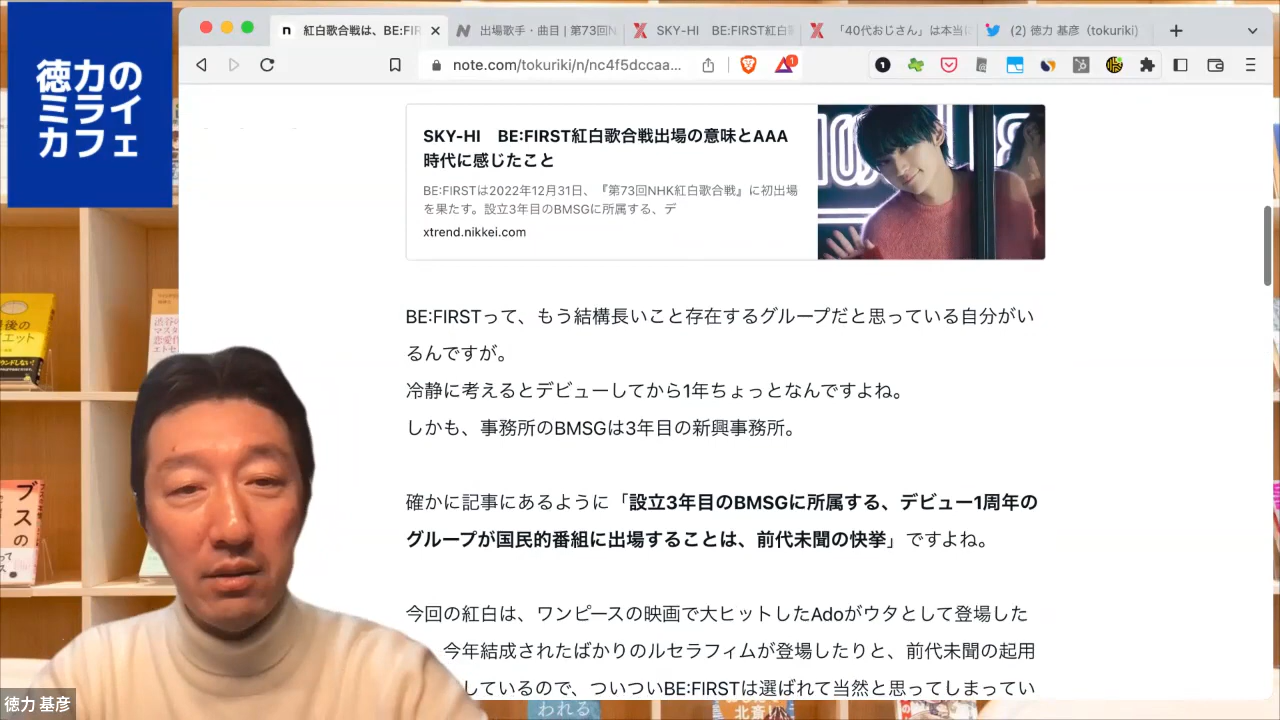 徳力の
ミライ
カフェ
紅白歌合戦は、BE:FIR
出場歌手・曲目 | 第73回N
SKY-HI BE:FIRST紅白歌
「40代おじさん」は本当に
(2) 徳力 基彦 (tokuriki)
note.com/tokuriki/n/nc4f5dccaa...
1
SKY-HI BE:FIRST紅白歌合戦出場の意味とAAA
時代に感じたこと
BE:FIRSTは2022年12月31日、『第73回NHK紅白歌合戦』に初出場
を果たす。設立3年目のBMSGに所属する、デ
xtrend.nikkei.com
BE:FIRSTって、もう結構長いこと存在するグループだと思っている自分がい
るんですが。
冷静に考えるとデビューしてから1年ちょっとなんですよね。
しかも、事務所のBMSGは3年目の新興事務所。
確かに記事にあるように「設立3年目のBMSGに所属する、デビュー1周年の
グループが国民的番組に出場することは、前代未聞の快挙」ですよね。
今回の紅白は、ワンピースの映画で大ヒットしたAdoがウタとして登場した
今年結成されたばかりのルセラフィムが登場したりと、前代未聞の起用
しているので、ついついBE:FIRSTは選ばれて当然と思ってしまってい
ブスの
われる
北斎
徳力 基彦